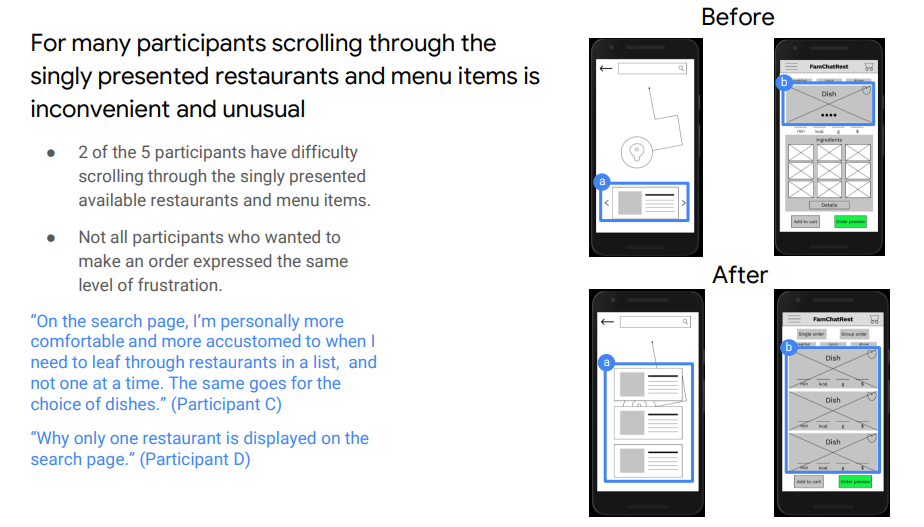 For many participants scrolling through the
singly presented restaurants and menu items is
inconvenient and unusual
● 2 of the 5 participants have difficulty
scrolling through the singly presented
available restaurants and menu items.
● Not all participants who wanted to
make an order expressed the same
level of frustration.
“On the search page, I’m personally more
comfortable and more accustomed to when I
need to leaf through restaurants in a list, and
not one at a time. The same goes for the
choice of dishes.” (Participant C)
“Why only one restaurant is displayed on the
search page.” (Participant D)
Before
a
FamChatRest
b
Dish
min kcal g $
Ingredients
Details
Add to cart Order preview
After
a
FamChatRest
Single order Group order
b
Dish
min kcal g $
Dish
min kcal g $
Dish
min kcal g $
Add to cart Order preview